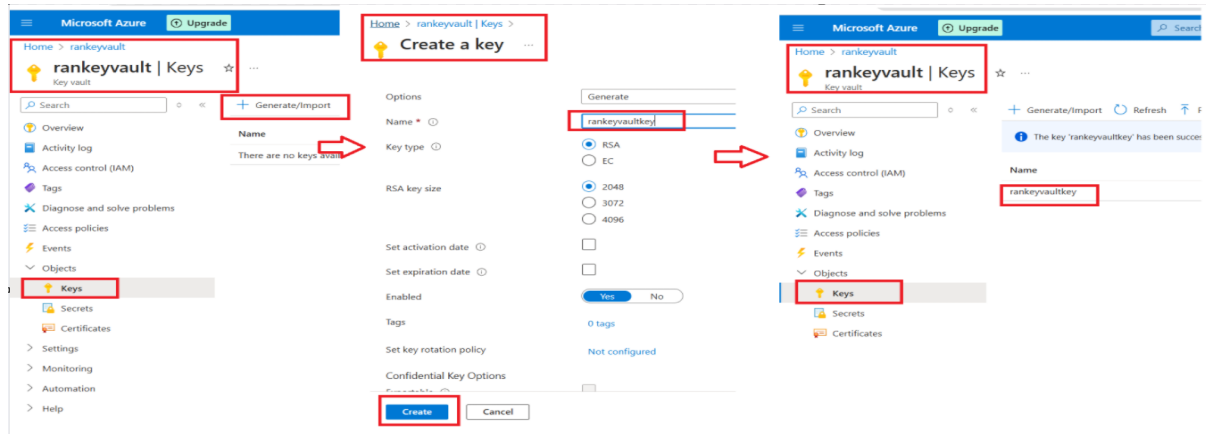 Microsoft Azure
Upgrade
Home > rankeyvault
rankeyvault | Keys
Key vault
Search
Generate/Import
Overview
Activity log
Access control (IAM)
Tags
Diagnose and solve problems
Access policies
Events
Objects
Keys
Secrets
Certificates
Settings
Monitoring
Automation
Help
Name
There are no keys
Home > rankeyvault | Keys >
Create a key
Options
Generate
Name *
rankeyvaultkey
Key type
RSA
EC
RSA key size
2048
3072
4096
Set activation date
Set expiration date
Enabled
Yes No
Tags
0 tags
Set key rotation policy
Not configured
Confidential Key Options
Create
Cancel
Microsoft Azure
Upgrade
Home > rankeyvault
rankeyvault | Keys
Key vault
Search
Generate/Import Refresh
Overview
Activity log
Access control (IAM)
Tags
Diagnose and solve problems
Access policies
Events
Objects
Keys
Secrets
Certificates
The key 'rankeyvaultkey' has been
Name
rankeyvaultkey